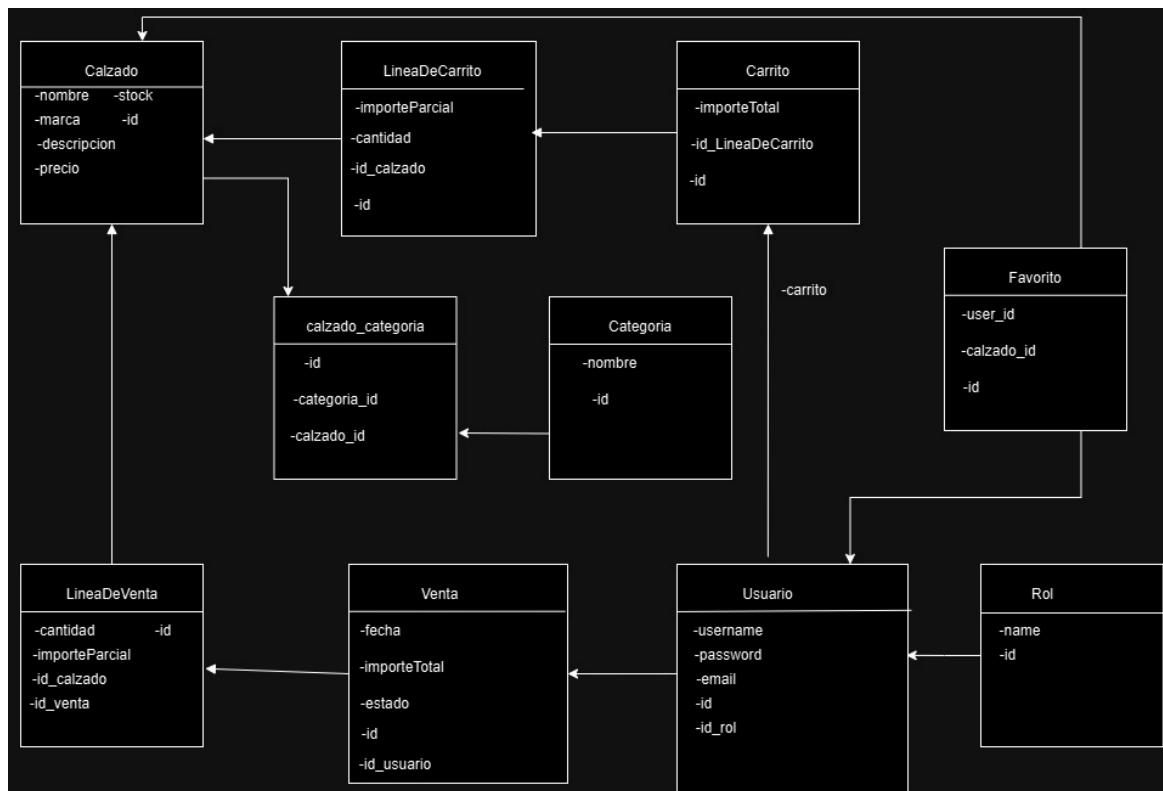 Calzado
-nombre -stock
-marca -id
-descripcion
-precio
LineaDeCarrito
-importeParcial
-cantidad
-id_calzado
-id
Carrito
-importeTotal
-id_LineaDeCarrito
-id
-carrito
Favorito
-user_id
-calzado_id
-id
calzado_categoria
-id
-categoria_id
-calzado_id
Categoria
-nombre
-id
LineaDeVenta
-cantidad -id
-importeParcial
-id_calzado
-id_venta
Venta
-fecha
-importeTotal
-estado
-id
-id_usuario
Usuario
-username
-password
-email
-id
-id_rol
Rol
-name
-id